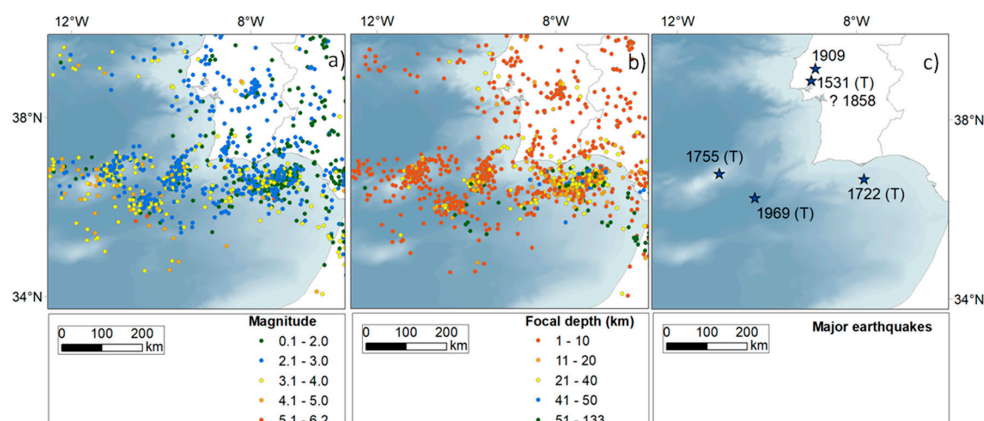 12°W 8°W 12°W 8°W 12°W 8°W
a) b) c)
1909
1531 (T)
? 1858
38°N 38°N
1755 (T)
1722 (T)
1969 (T)
34°N 34°N
Magnitude Focal depth (km) Major earthquakes
0 100 200 0 100 200 0 100 200
km km km
0.1 - 2.0 1 - 10
2.1 - 3.0 11 - 20
3.1 - 4.0 21 - 40
4.1 - 5.0 41 - 50
5.1 - 6.2 51 - 133